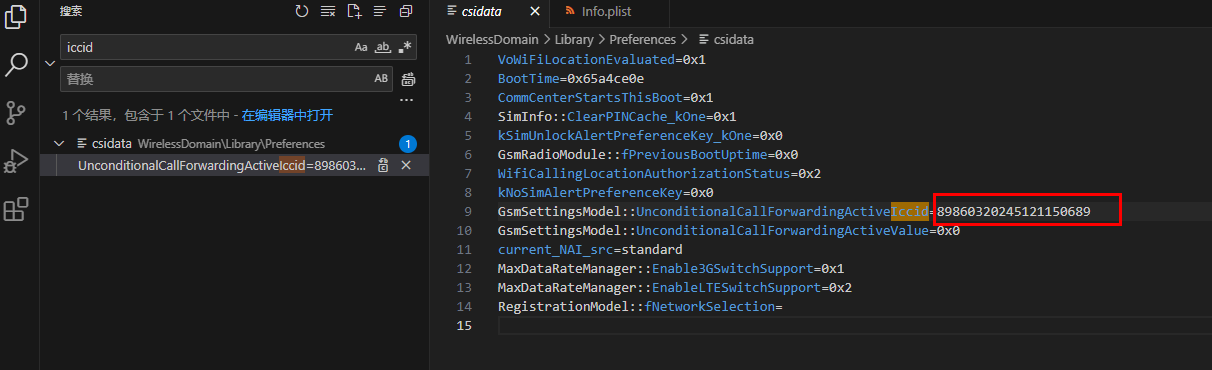 搜索
iccid
Aa ab
替换
AB
1 个结果，包含于 1 个文件中 - 在编辑器中打开
csidata WirelessDomain\Library\Preferences 1
UnconditionalCallForwardingActiveIccid=898603...
csidata Info.plist
WirelessDomain > Library > Preferences > csidata
1 VoWiFiLocationEvaluated=0x1
2 BootTime=0x65a4ce0e
3 CommCenterStartsThisBoot=0x1
4 SimInfo::ClearPINCache_kOne=0x1
5 kSimUnlockAlertPreferenceKey_kOne=0x0
6 GsmRadioModule::fPreviousBootUptime=0x0
7 WifiCallingLocationAuthorizationStatus=0x2
8 kNoSimAlertPreferenceKey=0x0
9 GsmSettingsModel::UnconditionalCallForwardingActiveIccid=89860320245121150689
10 GsmSettingsModel::UnconditionalCallForwardingActiveValue=0x0
11 current_NAI_src=standard
12 MaxDataRateManager::Enable3GSwitchSupport=0x1
13 MaxDataRateManager::EnableLTESwitchSupport=0x2
14 RegistrationModel::fNetworkSelection=
15